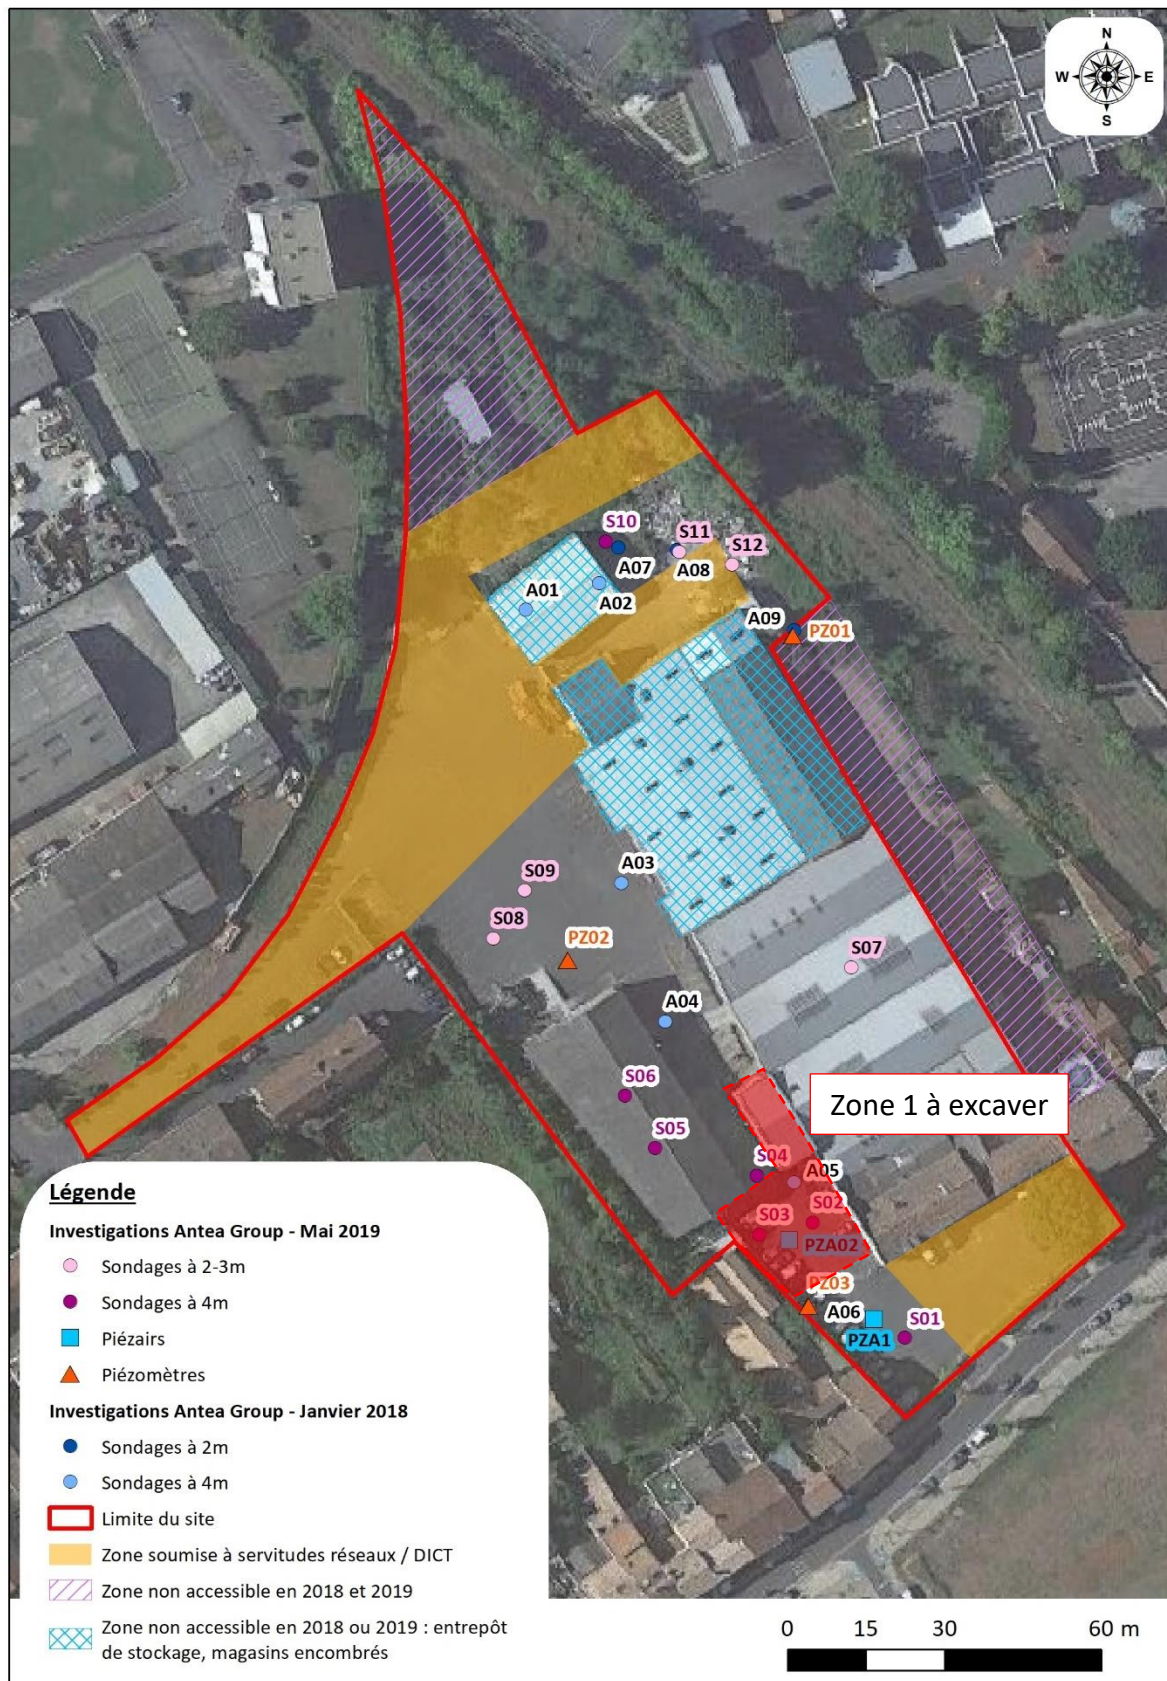 N
W E
S
S10
S11
S12
A07
A08
A01
A02
A09
PZ01
S09
A03
S08
PZ02
S07
A04
S06
Zone 1 à excaver
S05
S04
A05
S02
S03
PZA02
PZ03
A06
S01
PZA1
Légende
Investigations Antea Group - Mai 2019
Sondages à 2-3m
Sondages à 4m
Piézairs
Piézomètres
Investigations Antea Group - Janvier 2018
Sondages à 2m
Sondages à 4m
Limite du site
Zone soumise à servitudes réseaux / DICT
Zone non accessible en 2018 et 2019
Zone non accessible en 2018 ou 2019 : entrepôt
de stockage, magasins encombrés
0 15 30 60 m